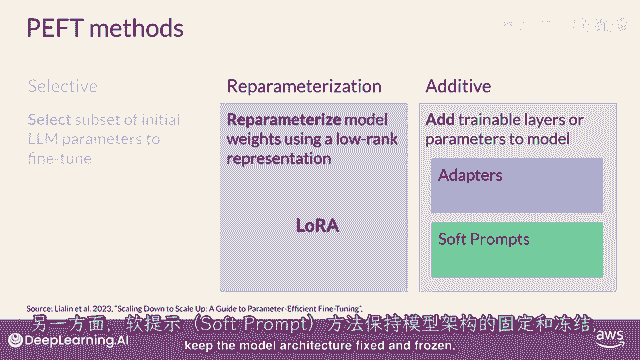 PEFT methods
Selective
Select subset of initial
LLM parameters to
fine-tune
Reparameterization
Reparameterize model
weights using a low-rank
representation
LoRA
Additive
Add trainable layers or
parameters to model
Adapters
Soft Prompts
Source: Lialin et al. 2023, "Scaling Down to Scale Up: A Guide to Parameter-Efficient Fine-Tuning",
另一方面，软提示（Soft Prompt）方法保持模型架构的固定和冻结
keep the model architecture fixed and frozen,
DeepLearning.AI
aws